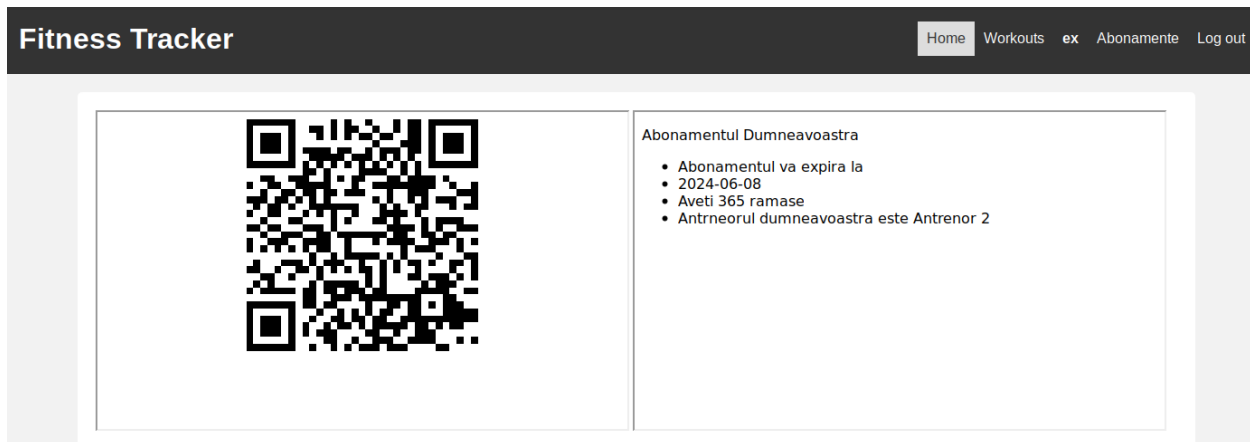 Fitness Tracker
Home Workouts ex Abonamente Log out
Abonamentul Dumneavoastra
Abonamentul va expira la
2024-06-08
Aveti 365 ramase
Antrneorul dumneavoastra este Antrenor 2